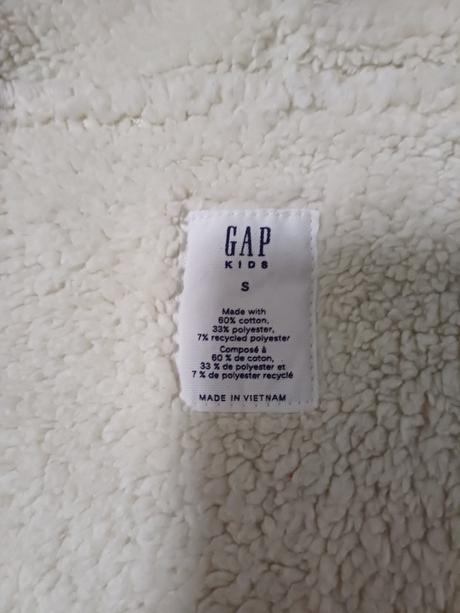 GAP
KIDS
S
Made with
60% cotton,
33% polyester,
7% recycled polyester
Composé à
60 % de coton,
33 % de polyester et
7 % de polyester recyclé
MADE IN VIETNAM